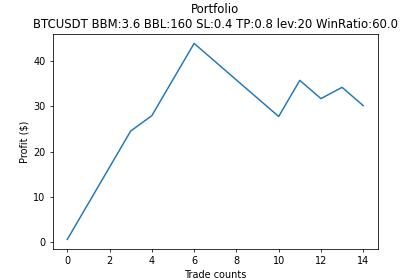 Portfolio
BTCUSDT BBM:3.6 BBL:160 SL:0.4 TP:0.8 lev:20 WinRatio:60.0
Profit ($)
40
30
20
10
0
0 2 4 6 8 10 12 14
Trade counts